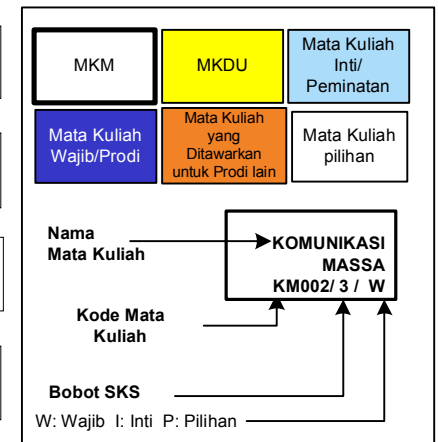 MKM
MKDU
Mata Kuliah
Inti/
Peminatan
Mata Kuliah
Wajib/Prodi
Mata Kuliah
yang
Ditawarkan
untuk Prodi lain
Mata Kuliah
pilihan
Nama
Mata Kuliah
KOMUNIKASI
MASSA
KM002/ 3 / W
Kode Mata
Kuliah
Bobot SKS
W: Wajib I: Inti P: Pilihan